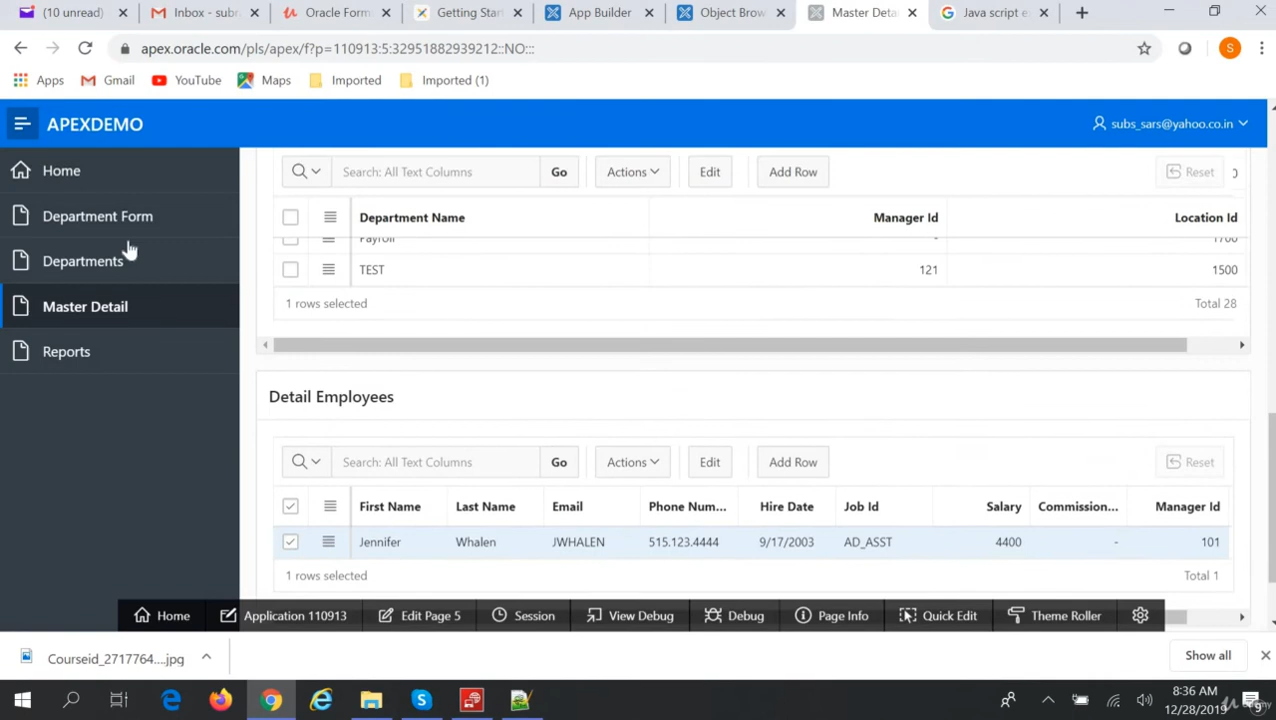 (10 unread)
Inbox - subr
Oracle Form
Getting Star
App Builder
Object Brow
Master Deta
Java script e
apex.oracle.com/pls/apex/f?p=110913:5:32951882939212::NO:::
S
Apps
Gmail
YouTube
Maps
Imported
Imported (1)
APEXDEMO
subs_sars@yahoo.co.in
Home
Department Form
Departments
Master Detail
Reports
Search: All Text Columns Go Actions Edit Add Row Reset
Department Name Manager Id Location Id
Payroll - 1700
TEST 121 1500
1 rows selected Total 28
Detail Employees
Search: All Text Columns Go Actions Edit Add Row Reset
First Name Last Name Email Phone Num... Hire Date Job Id Salary Commission... Manager Id
Jennifer Whalen JWHALEN 515.123.4444 9/17/2003 AD_ASST 4400 - 101
1 rows selected Total 1
Home Application 110913 Edit Page 5 Session View Debug Debug Page Info Quick Edit Theme Roller
Courseid_2717764....jpg
Show all
8:36 AM
12/28/2019